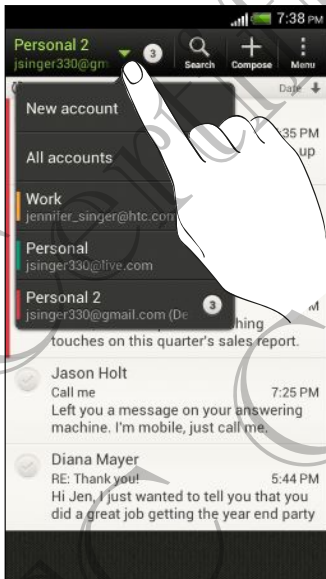 7:38 PM
Personal 2
jsinger330@gm
3
Search
Compose
Menu
Date
New account
:35 PM
up
All accounts
Work
jennifer_singer@htc.com
Personal
jsinger330@live.com
Personal 2
3
jsinger330@gmail.com (De
hing
touches on this quarter's sales report.
Jason Holt
Call me 7:25 PM
Left you a message on your answering
machine. I'm mobile, just call me.
Diana Mayer
RE: Thank you! 5:44 PM
Hi Jen, I just wanted to tell you that you
did a great job getting the year end party